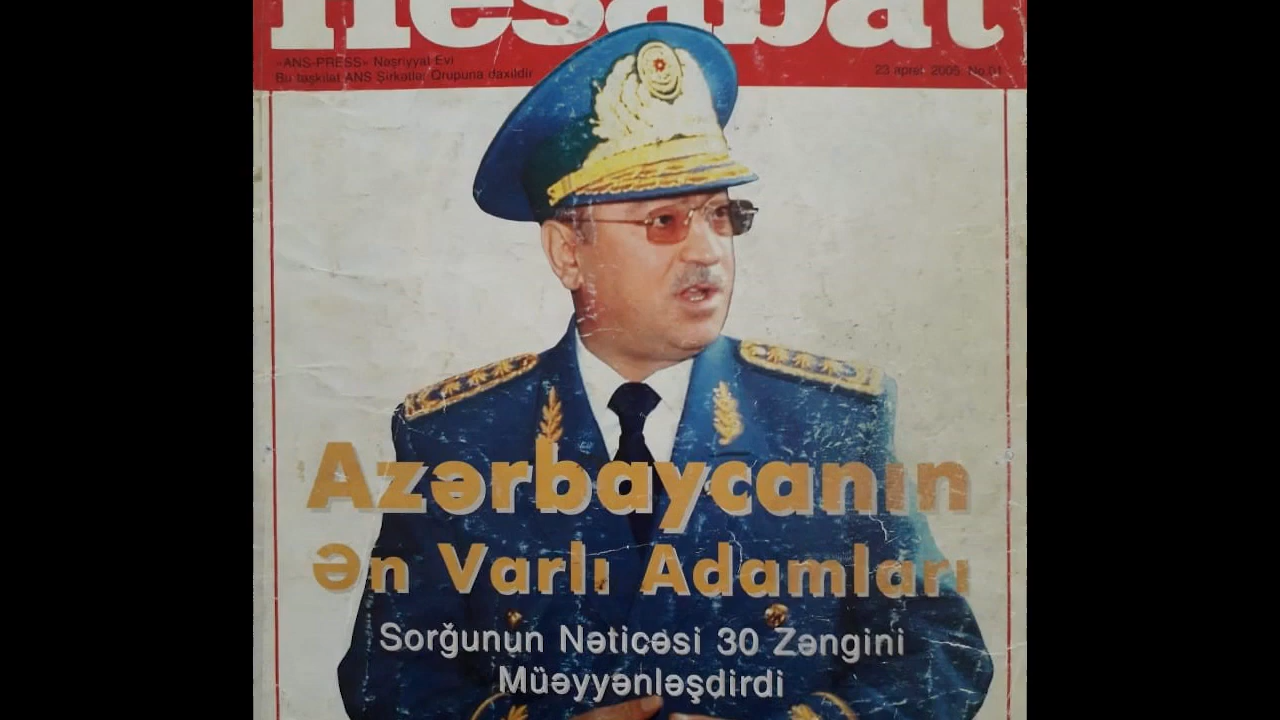 Hesabat
«ANS-PRESS» Nəşriyyat Evi
Bu təşkilat ANS Şirkətlər Qrupuna daxildir
23 aprel 2005 No 01
Azərbaycanın
Ən Varlı Adamları
Sorğunun Nəticəsi 30 Zəngini
Müəyyənləşdirdi